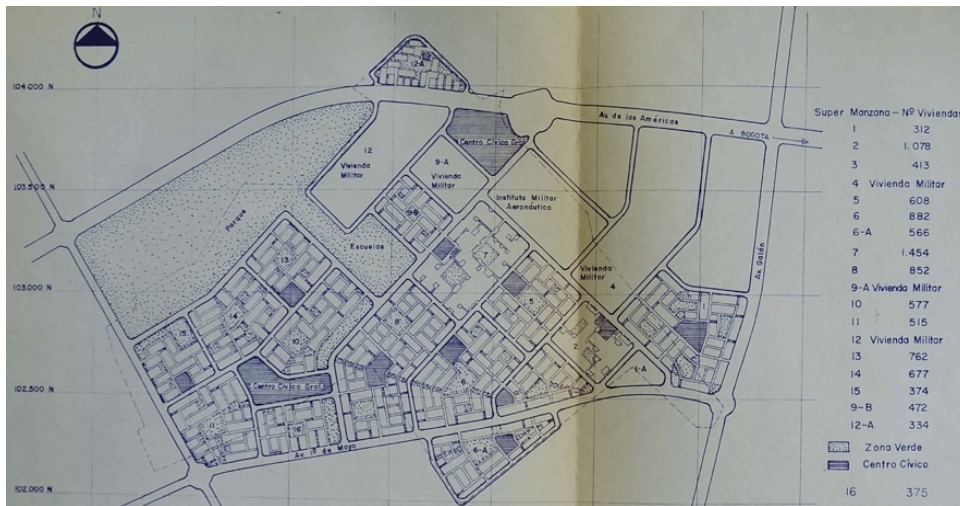 N
12-A
104.000 N
Av. de las Américas
A BOGOTA
Centro Cívico Gral.
12
Vivienda
Militar
9-A
Vivienda
Militar
103.500 N
Instituto Militar
Aeronáutico
9-B
Parque
Escuelas
7
13
Av. Galán
Vivienda
Militar
4
103.000 N
5
1
14
8
15
10
2
6
1-A
102.500 N
Centro Cívico Gral.
11
16
Av. 1º de Mayo
6-A
102.000 N
Super Manzana - Nº Viviendas
1 312
2 1.078
3 413
4 Vivienda Militar
5 608
6 882
6-A 566
7 1.454
8 852
9-A Vivienda Militar
10 577
11 515
12 Vivienda Militar
13 762
14 677
15 374
9-B 472
12-A 334
Zona Verde
Centro Cívico
16 375